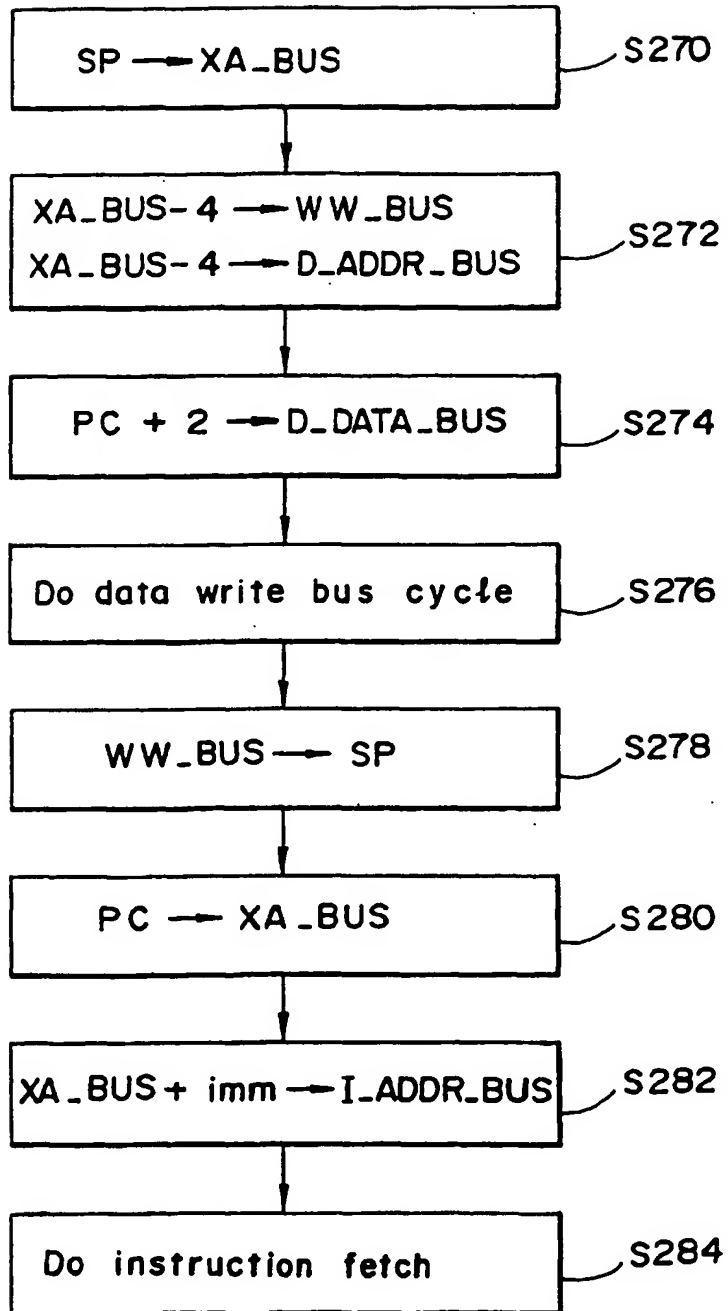 SP → XA_BUS
S270
XA_BUS-4 → WW_BUS
XA_BUS-4 → D_ADDR_BUS
S272
PC + 2 → D_DATA_BUS
S274
Do data write bus cycle
S276
WW_BUS → SP
S278
PC → XA_BUS
S280
XA_BUS + imm → I_ADDR_BUS
S282
Do instruction fetch
S284